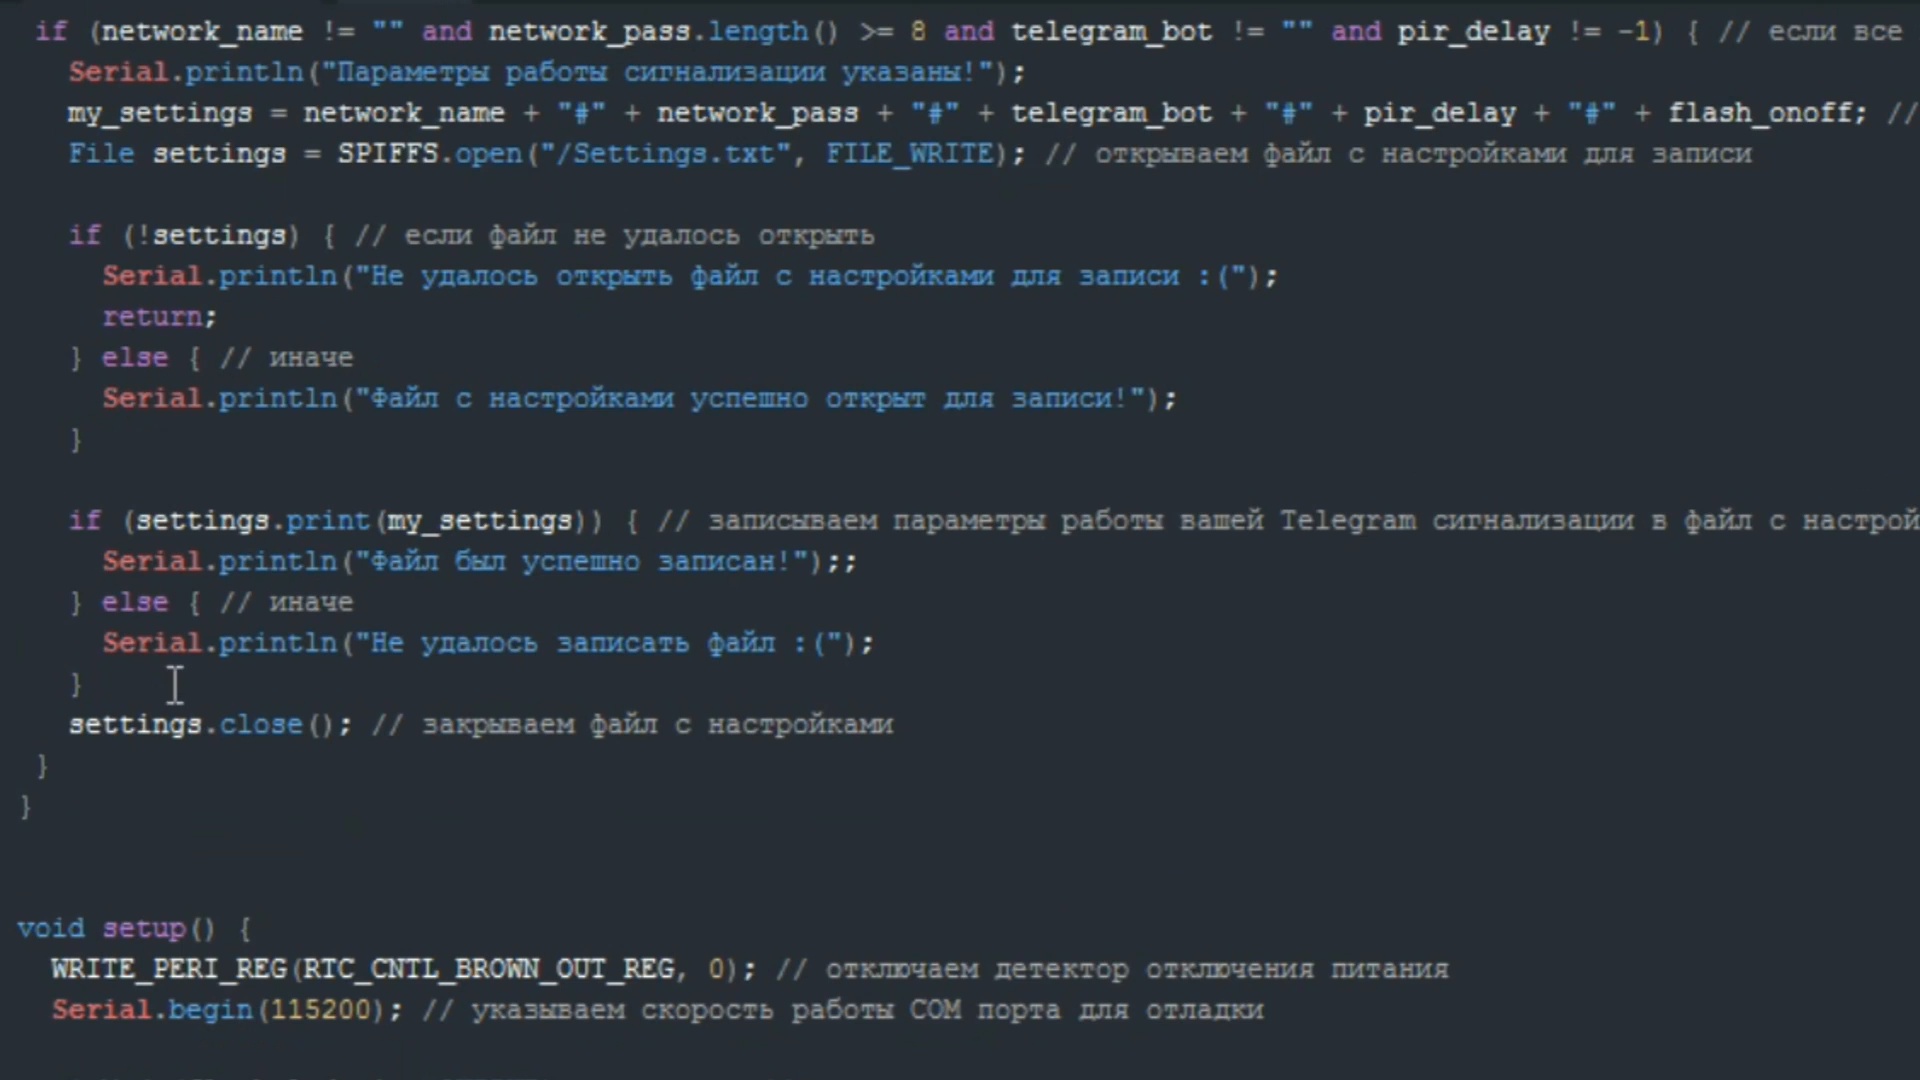 if (network_name != "" and network_pass.length() >= 8 and telegram_bot != "" and pir_delay != -1) { // если все
Serial.println("Параметры работы сигнализации указаны!");
my_settings = network_name + "#" + network_pass + "#" + telegram_bot + "#" + pir_delay + "#" + flash_onoff; //
File settings = SPIFFS.open("/Settings.txt", FILE_WRITE); // открываем файл с настройками для записи
if (!settings) { // если файл не удалось открыть
Serial.println("Не удалось открыть файл с настройками для записи :(");
return;
} else { // иначе
Serial.println("Файл с настройками успешно открыт для записи!");
}
if (settings.print(my_settings)) { // записываем параметры работы вашей Telegram сигнализации в файл с настрой
Serial.println("Файл был успешно записан!");;
} else { // иначе
Serial.println("Не удалось записать файл :(");
}
settings.close(); // закрываем файл с настройками
}
}
void setup() {
WRITE_PERI_REG(RTC_CNTL_BROWN_OUT_REG, 0); // отключаем детектор отключения питания
Serial.begin(115200); // указываем скорость работы COM порта для отладки